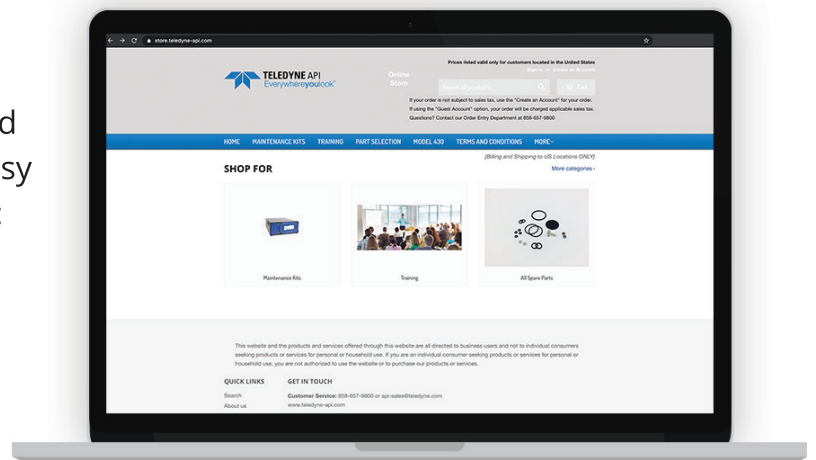 d
sy
store.teledyne-api.com
Prices listed valid only for customers located in the United States
Sign in or Create an Account
TELEDYNE API
Everywhereyoulook
Online
Store
Search all products...
Cart
If your order is not subject to sales tax, use the "Create an Account" for your order.
If using the "Guest Account" option, your order will be charged applicable sales tax.
Questions? Contact our Order Entry Department at 858-657-9800
HOME MAINTENANCE KITS TRAINING PART SELECTION MODEL 430 TERMS AND CONDITIONS MORE
(Billing and Shipping to US Locations ONLY)
SHOP FOR
More categories ›
Maintenance Kits
Training
All Spare Parts
This website and the products and services offered through this website are all directed to business users and not to individual consumers
seeking products or services for personal or household use. If you are an individual consumer seeking products or services for personal or
household use, you are not authorized to use the website or to purchase our products or services.
QUICK LINKS GET IN TOUCH
Search Customer Service: 858-657-9800 or api-sales@teledyne.com
About us www.teledyne-api.com